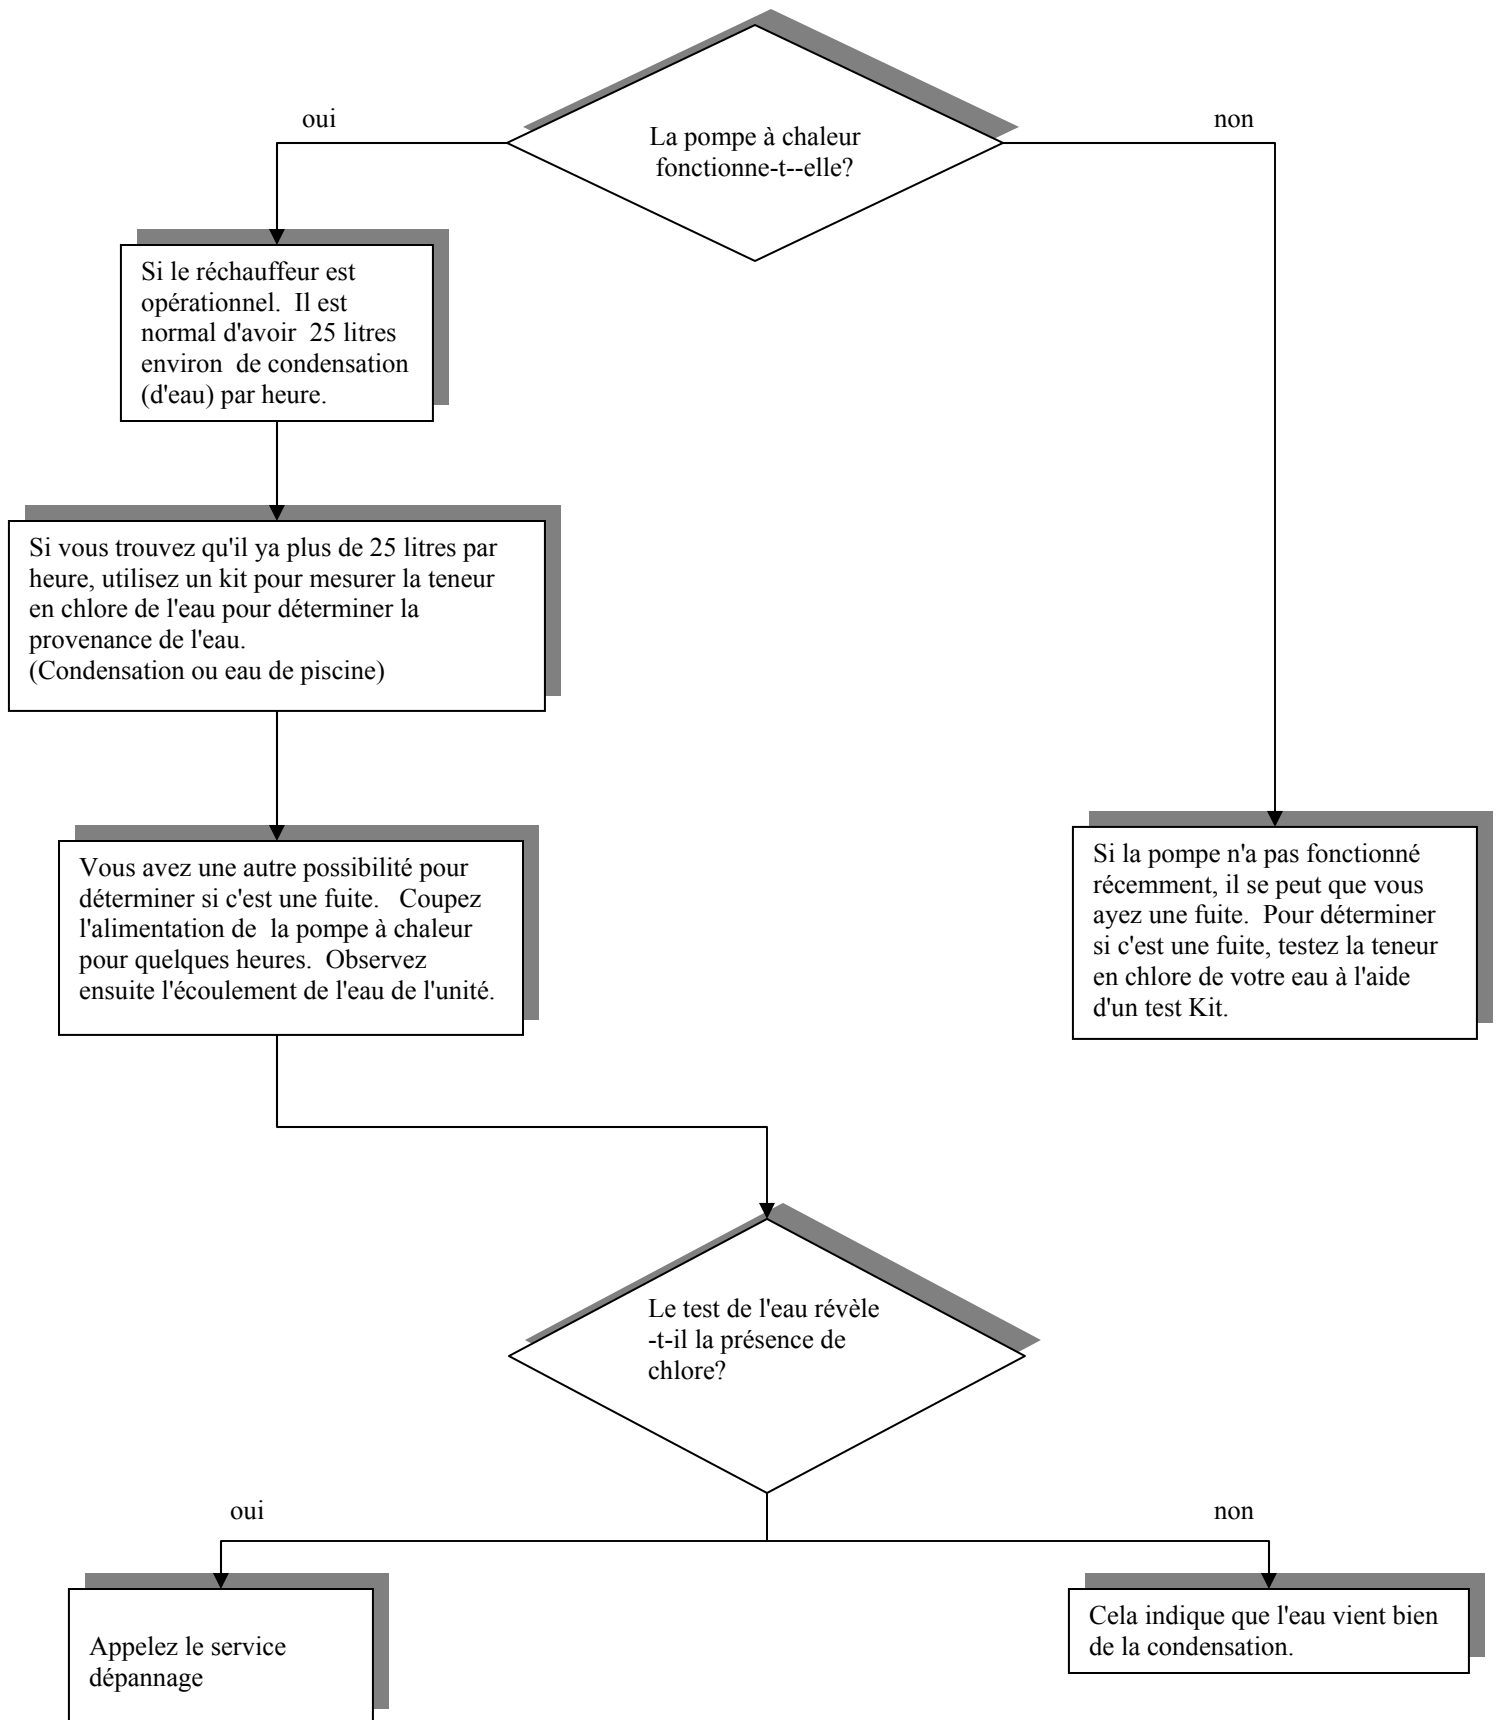 oui
non
La pompe à chaleur
fonctionne-t--elle?
Si le réchauffeur est
opérationnel.  Il est
normal d'avoir  25 litres
environ  de condensation
(d'eau) par heure.
Si vous trouvez qu'il ya plus de 25 litres par
heure, utilisez un kit pour mesurer la teneur
en chlore de l'eau pour déterminer la
provenance de l'eau.
(Condensation ou eau de piscine)
Vous avez une autre possibilité pour
déterminer si c'est une fuite.   Coupez
l'alimentation de  la pompe à chaleur
pour quelques heures.  Observez
ensuite l'écoulement de l'eau de l'unité.
Si la pompe n'a pas fonctionné
récemment, il se peut que vous
ayez une fuite.  Pour déterminer
si c'est une fuite, testez la teneur
en chlore de votre eau à l'aide
d'un test Kit.
Le test de l'eau révèle
-t-il la présence de
chlore?
oui
non
Appelez le service
dépannage
Cela indique que l'eau vient bien
de la condensation.